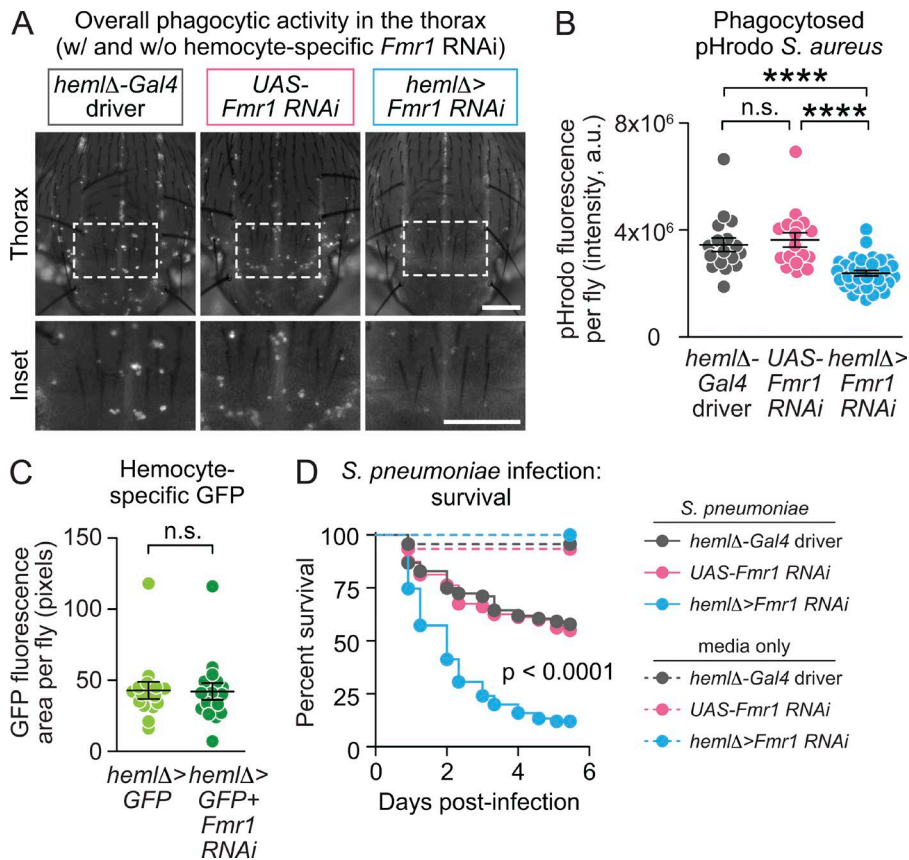 A
Overall phagocytic activity in the thorax
(w/ and w/o hemocyte-specific Fmr1 RNAi)
hemlΔ-Gal4
driver
UAS-
Fmr1 RNAi
hemlΔ>
Fmr1 RNAi
Thorax
Inset
B
Phagocytosed
pHrodo S. aureus
****
n.s.
****
pHrodo fluorescence
per fly (intensity, a.u.)
8x10⁶
4x10⁶
0
hemlΔ-
Gal4
driver
UAS-
Fmr1
RNAi
hemlΔ>
Fmr1
RNAi
C
Hemocyte-
specific GFP
n.s.
GFP fluorescence
area per fly (pixels)
150
100
50
0
hemlΔ>
GFP
hemlΔ>
GFP+
Fmr1
RNAi
D
S. pneumoniae infection:
survival
Percent survival
100
75
50
25
0
p < 0.0001
0 2 4 6
Days post-infection
S. pneumoniae
hemlΔ-Gal4 driver
UAS-Fmr1 RNAi
hemlΔ>Fmr1 RNAi
media only
hemlΔ-Gal4 driver
UAS-Fmr1 RNAi
hemlΔ>Fmr1 RNAi